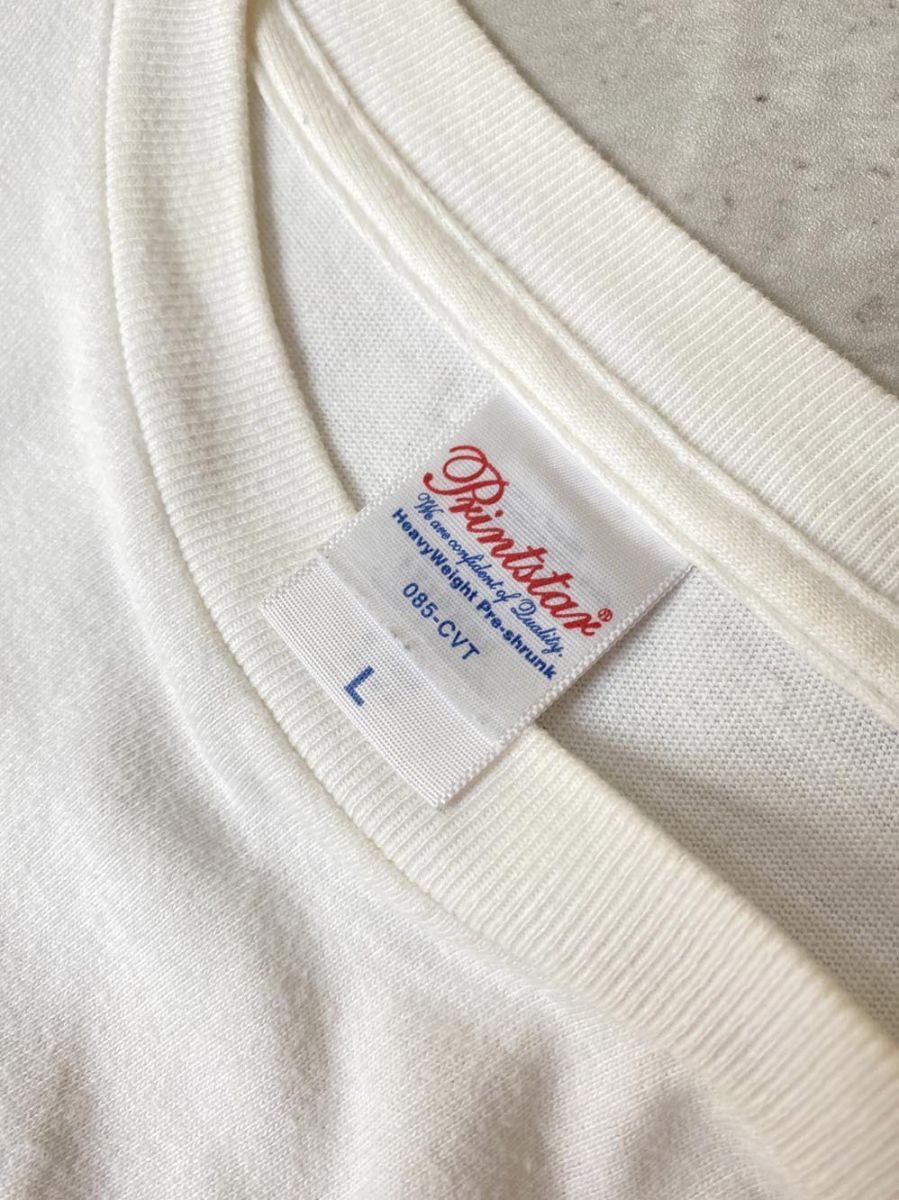 Printstar®
We are confident of Quality.
HeavyWeight Pre-shrunk
085-CVT
L